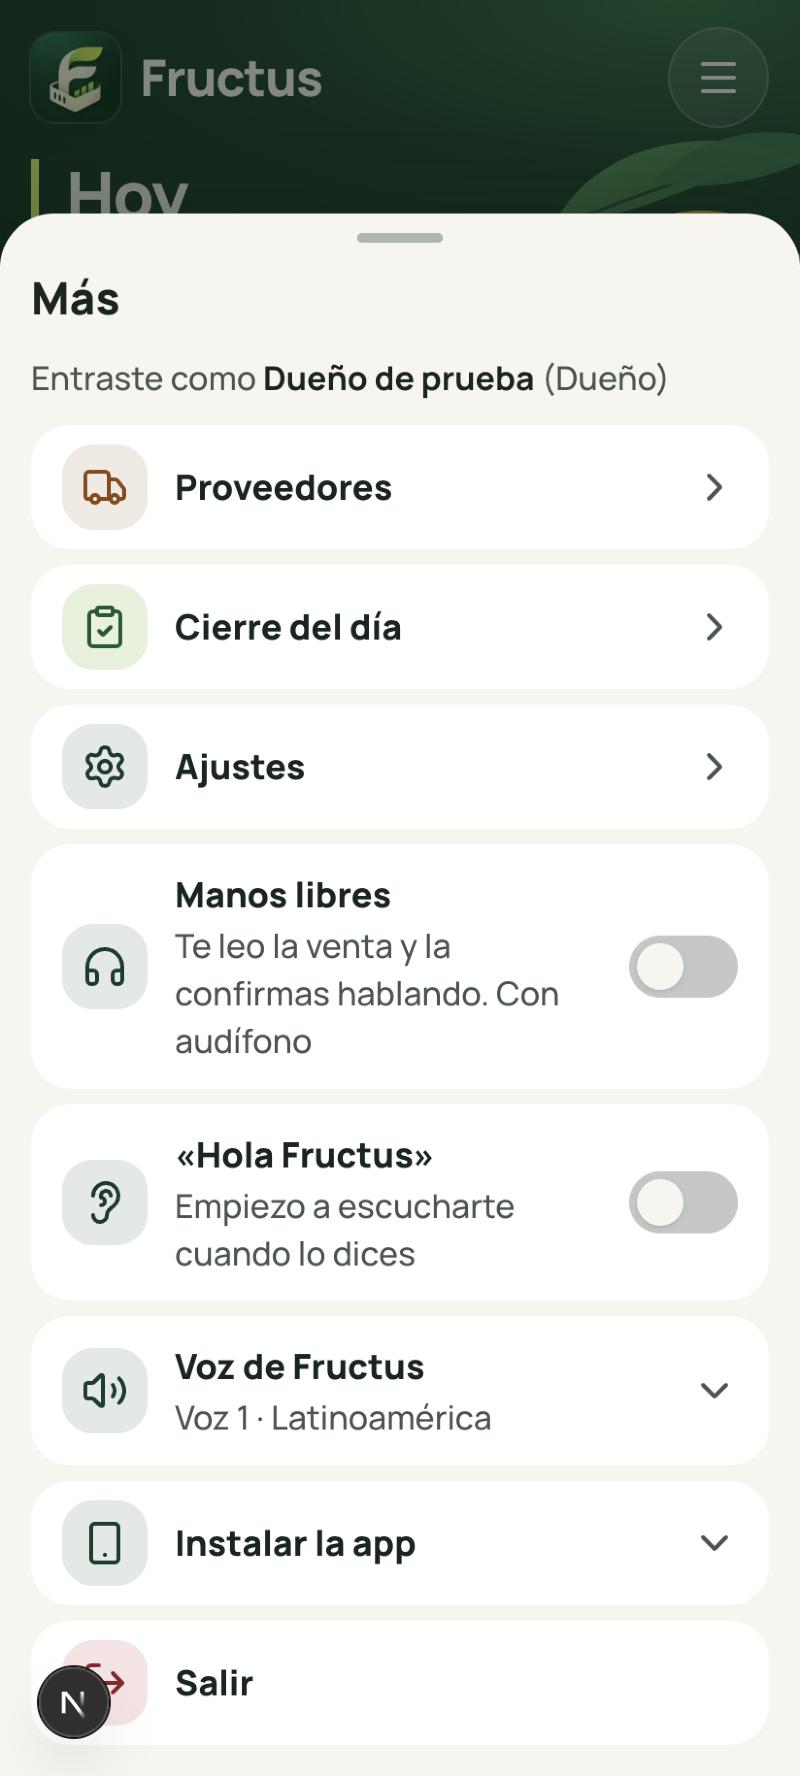 Fructus
Hoy
Más
Entraste como Dueño de prueba (Dueño)
Proveedores
Cierre del día
Ajustes
Manos libres
Te leo la venta y la
confirmas hablando. Con
audífono
«Hola Fructus»
Empiezo a escucharte
cuando lo dices
Voz de Fructus
Voz 1 · Latinoamérica
Instalar la app
Salir
N